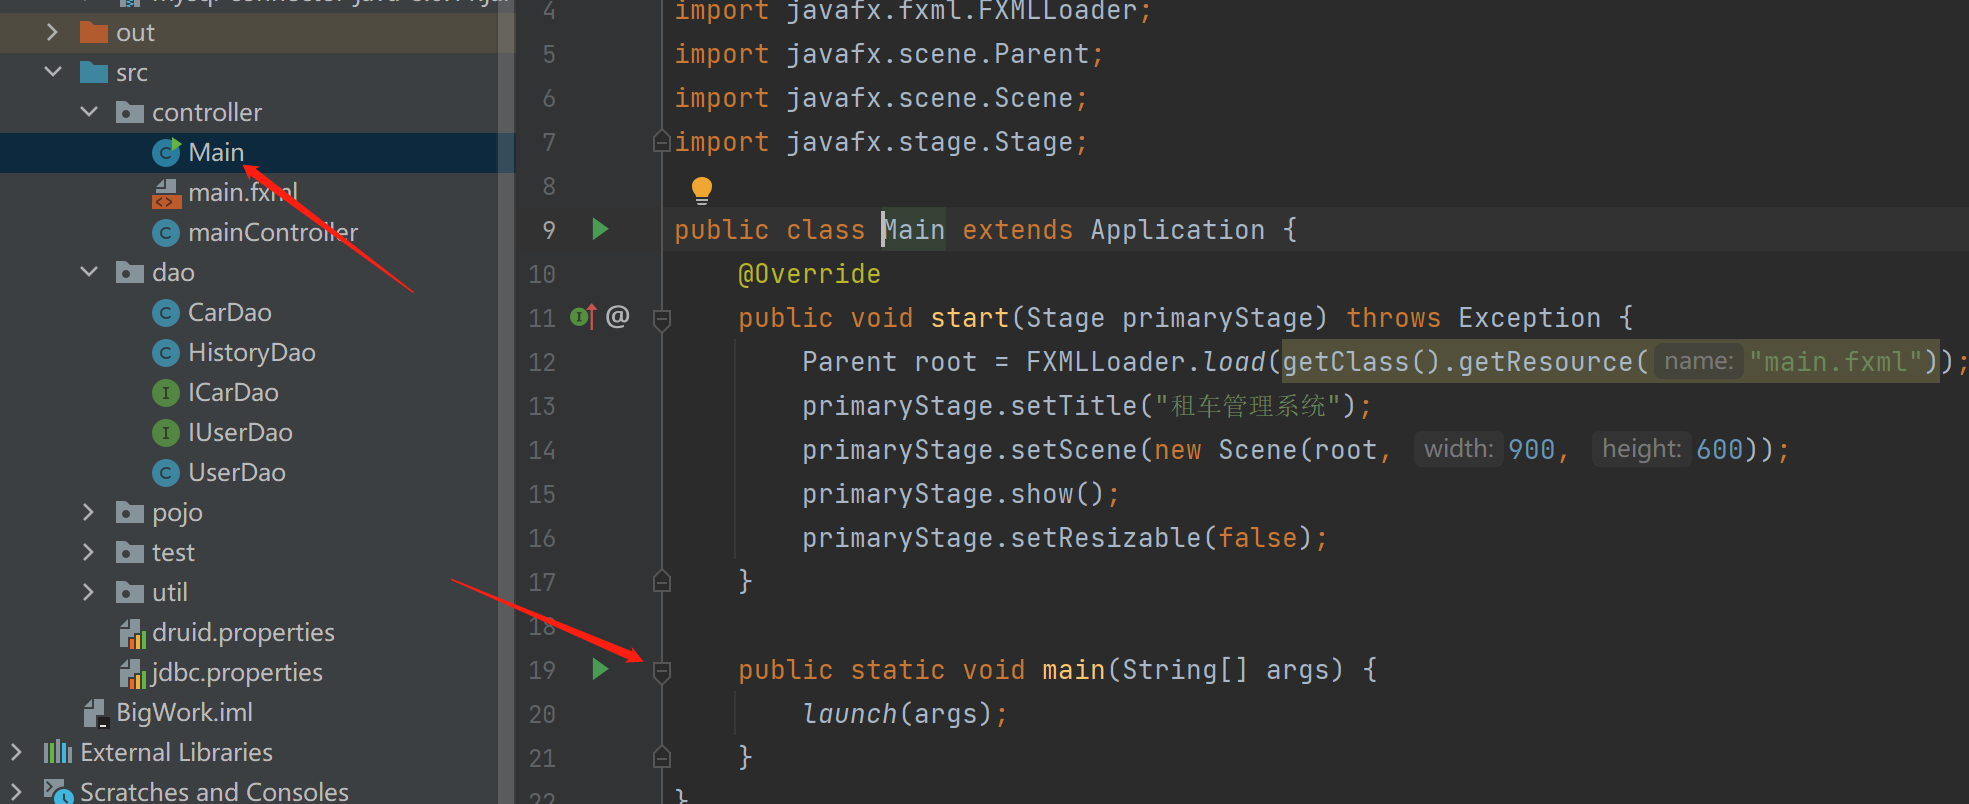 out
src
controller
Main
main.fxml
mainController
dao
CarDao
HistoryDao
ICarDao
IUserDao
UserDao
pojo
test
util
druid.properties
jdbc.properties
BigWork.iml
External Libraries
Scratches and Consoles
4 import javafx.fxml.FXMLLoader;
5 import javafx.scene.Parent;
6 import javafx.scene.Scene;
7 import javafx.stage.Stage;
8
9 public class Main extends Application {
10 @Override
11 public void start(Stage primaryStage) throws Exception {
12 Parent root = FXMLLoader.load(getClass().getResource( name: "main.fxml"));
13 primaryStage.setTitle("租车管理系统");
14 primaryStage.setScene(new Scene(root, width: 900, height: 600));
15 primaryStage.show();
16 primaryStage.setResizable(false);
17 }
18
19 public static void main(String[] args) {
20 launch(args);
21 }
22 }